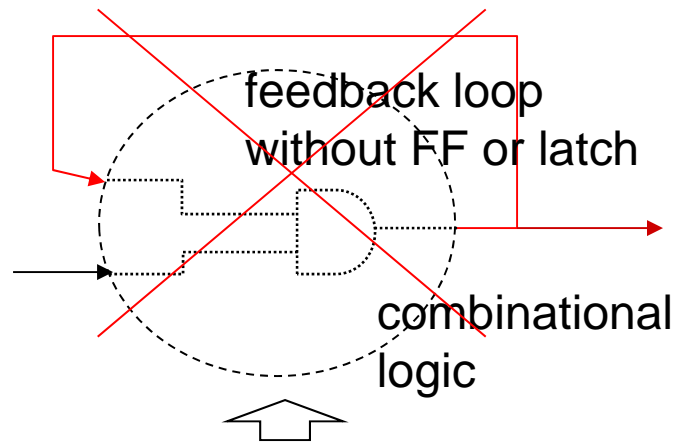 feedback loop
without FF or latch
combinational
logic